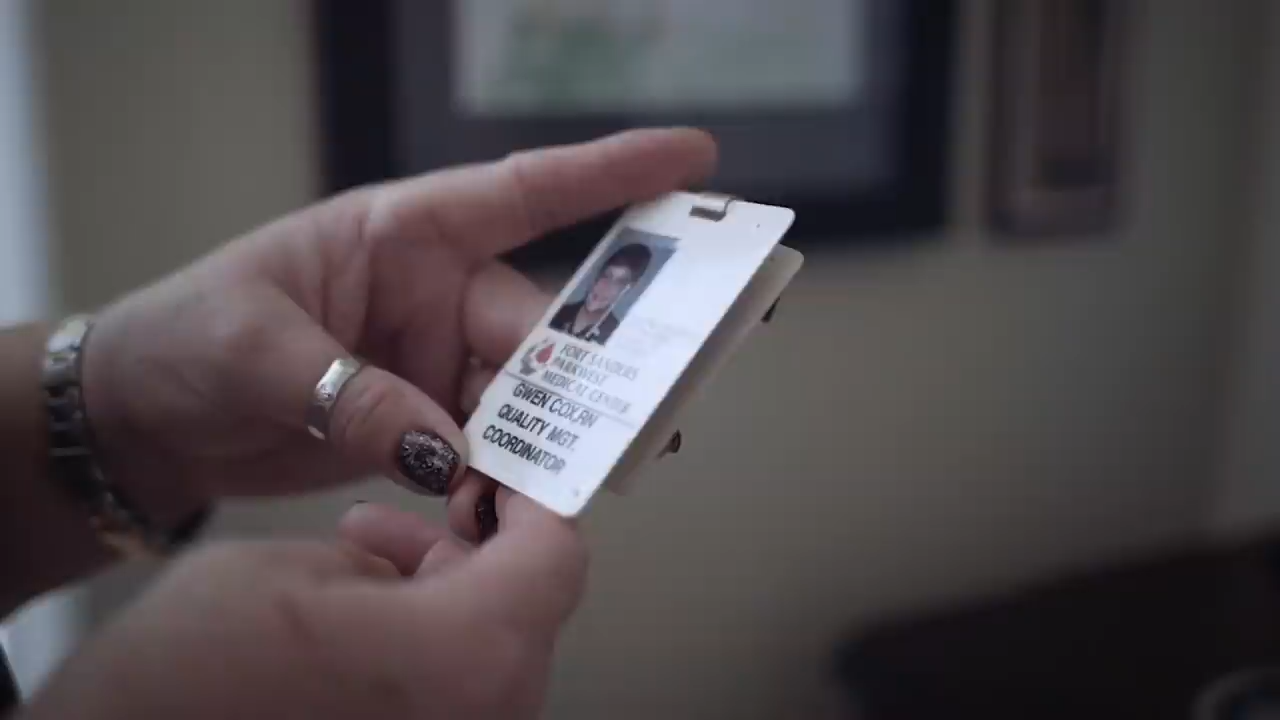 FORT SANDERS
PARKWEST
MEDICAL CENTER
GWEN COX,RN
QUALITY MGT.
COORDINATOR